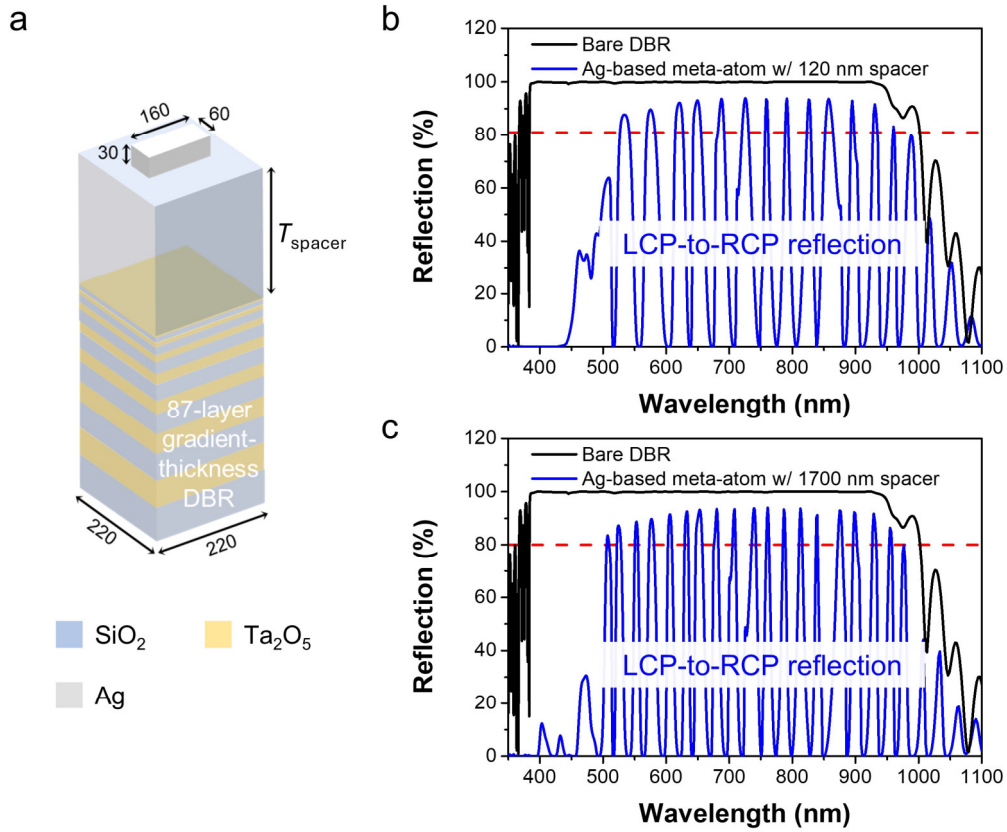 a
160
60
30
Tspacer
87-layer
gradient-
thickness
DBR
220
220
SiO2
Ta2O5
Ag
b
120
100
80
60
40
20
0
Reflection (%)
Bare DBR
Ag-based meta-atom w/ 120 nm spacer
LCP-to-RCP reflection
400 500 600 700 800 900 1000 1100
Wavelength (nm)
c
120
100
80
60
40
20
0
Reflection (%)
Bare DBR
Ag-based meta-atom w/ 1700 nm spacer
LCP-to-RCP reflection
400 500 600 700 800 900 1000 1100
Wavelength (nm)